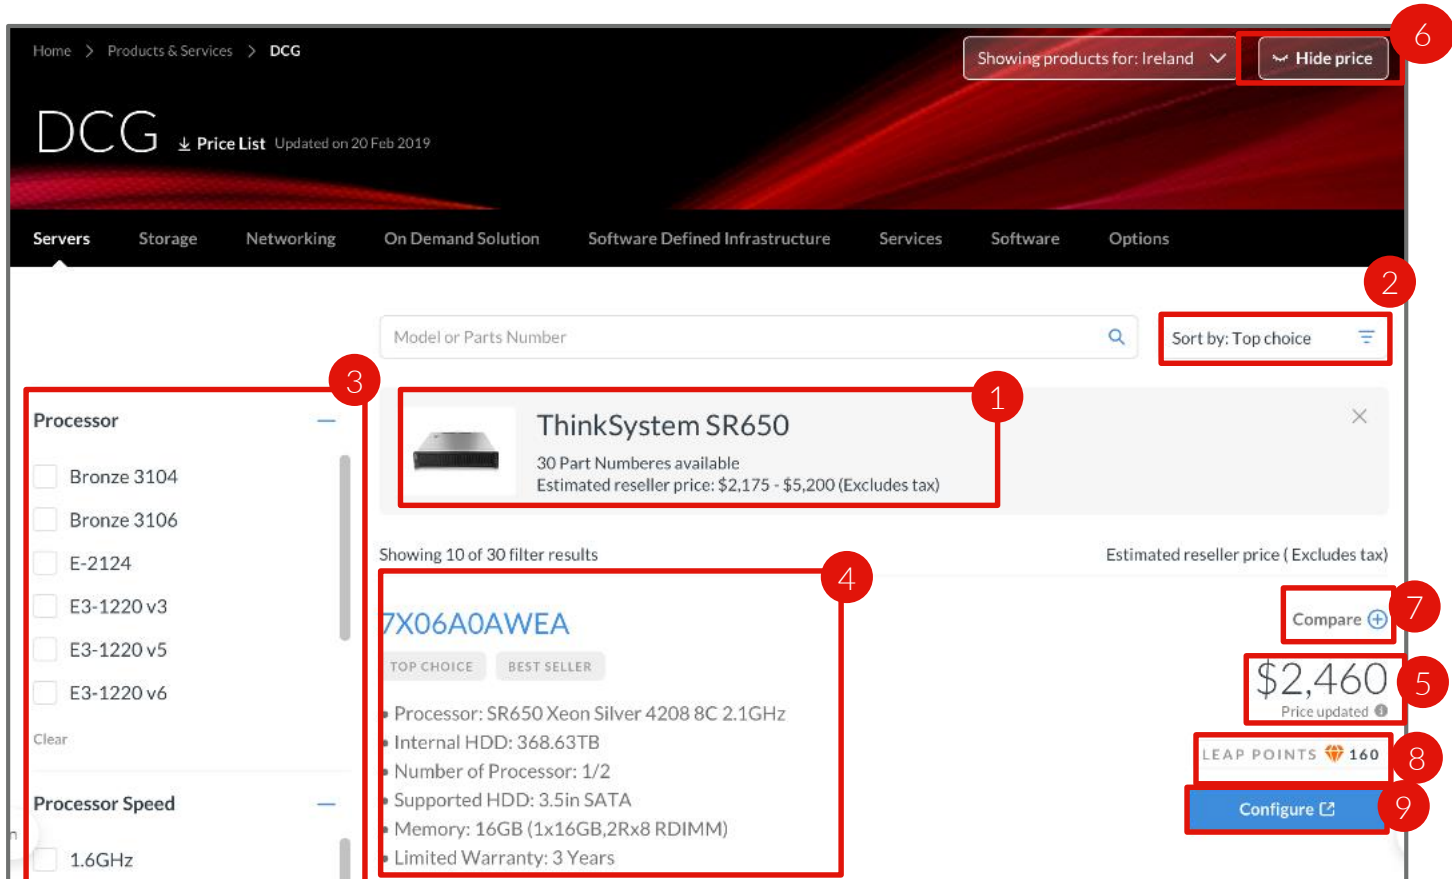 6
Home > Products & Services > DCG
Showing products for: Ireland
Hide price
DCG
Price List Updated on 20 Feb 2019
Servers Storage Networking On Demand Solution Software Defined Infrastructure Services Software Options
2
Model or Parts Number
Sort by: Top choice
3
1
Processor
Bronze 3104
Bronze 3106
E-2124
E3-1220 v3
E3-1220 v5
E3-1220 v6
Clear
Processor Speed
1.6GHz
n
ThinkSystem SR650
30 Part Numberes available
Estimated reseller price: $2,175 - $5,200 (Excludes tax)
Showing 10 of 30 filter results
Estimated reseller price ( Excludes tax)
4
7X06A0AWEA
TOP CHOICE BEST SELLER
• Processor: SR650 Xeon Silver 4208 8C 2.1GHz
• Internal HDD: 368.63TB
• Number of Processor: 1/2
• Supported HDD: 3.5in SATA
• Memory: 16GB (1x16GB,2Rx8 RDIMM)
• Limited Warranty: 3 Years
Compare
7
$2,460
5
Price updated
LEAP POINTS 160
8
Configure
9